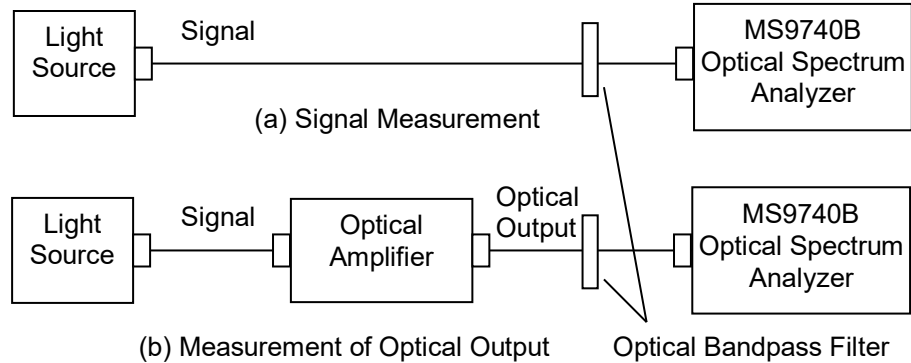 Light
Source
Signal
MS9740B
Optical Spectrum
Analyzer
(a) Signal Measurement
Light
Source
Signal
Optical
Amplifier
Optical
Output
MS9740B
Optical Spectrum
Analyzer
(b) Measurement of Optical Output
Optical Bandpass Filter